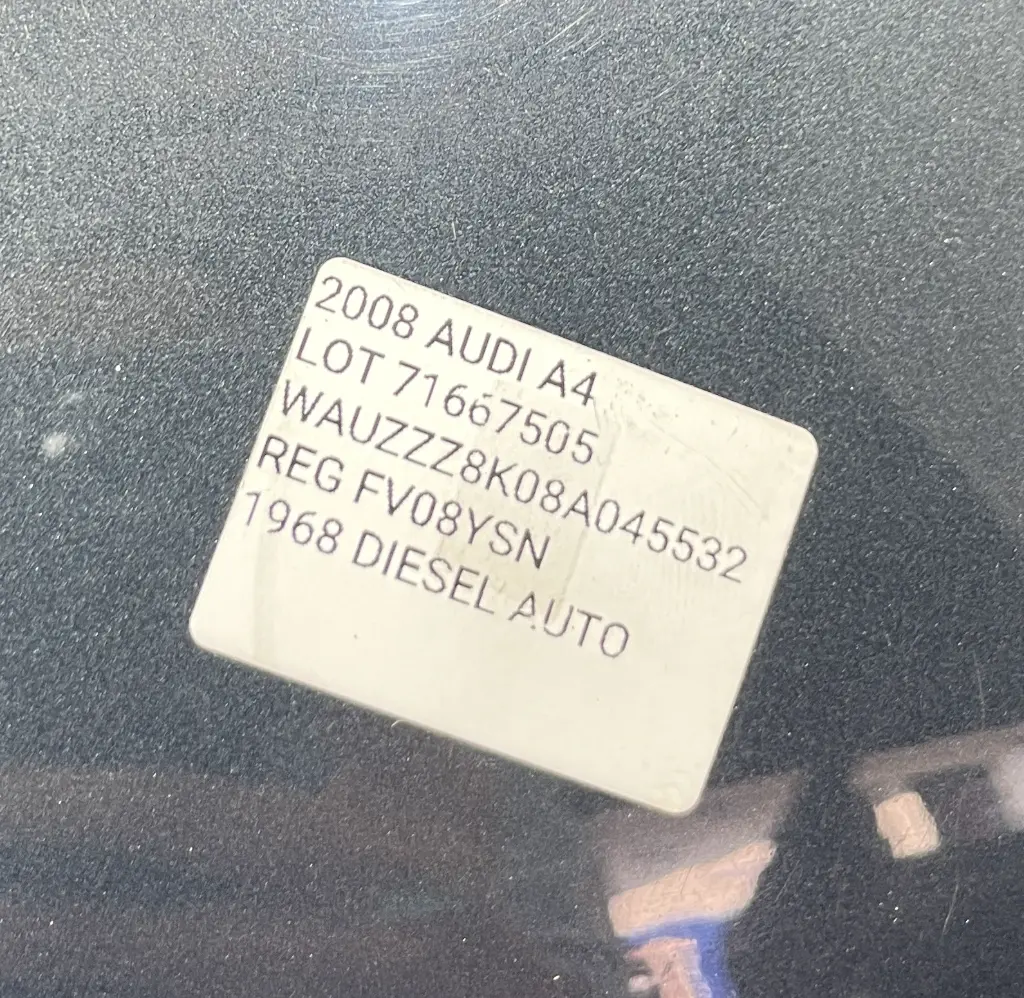 2008 AUDI A4
LOT 71667505
WAUZZZ8K08A045532
REG FV08YSN
1968 DIESEL AUTO